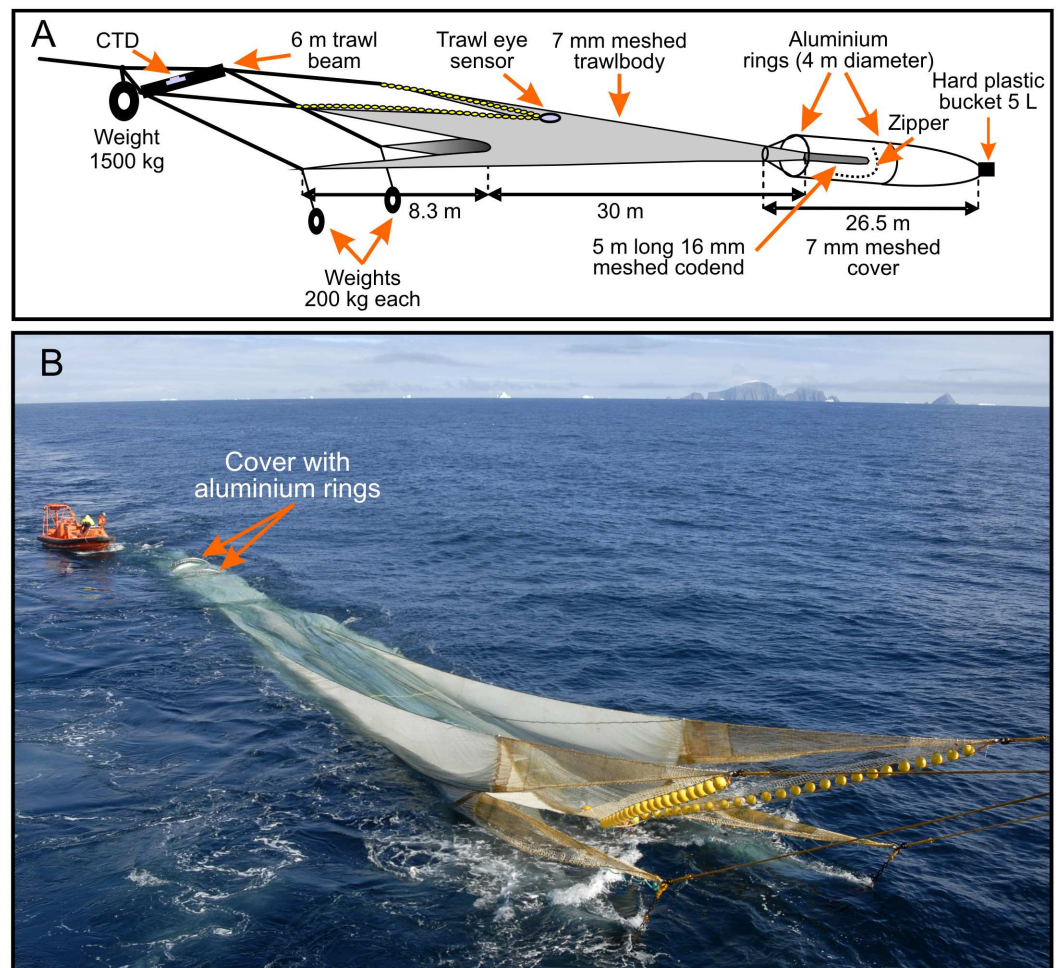 A
CTD
6 m trawl
beam
Trawl eye
sensor
7 mm meshed
trawlbody
Aluminium
rings (4 m diameter)
Hard plastic
bucket 5 L
Zipper
Weight
1500 kg
8.3 m
30 m
26.5 m
7 mm meshed
cover
5 m long 16 mm
meshed codend
Weights
200 kg each
B
Cover with
aluminium rings